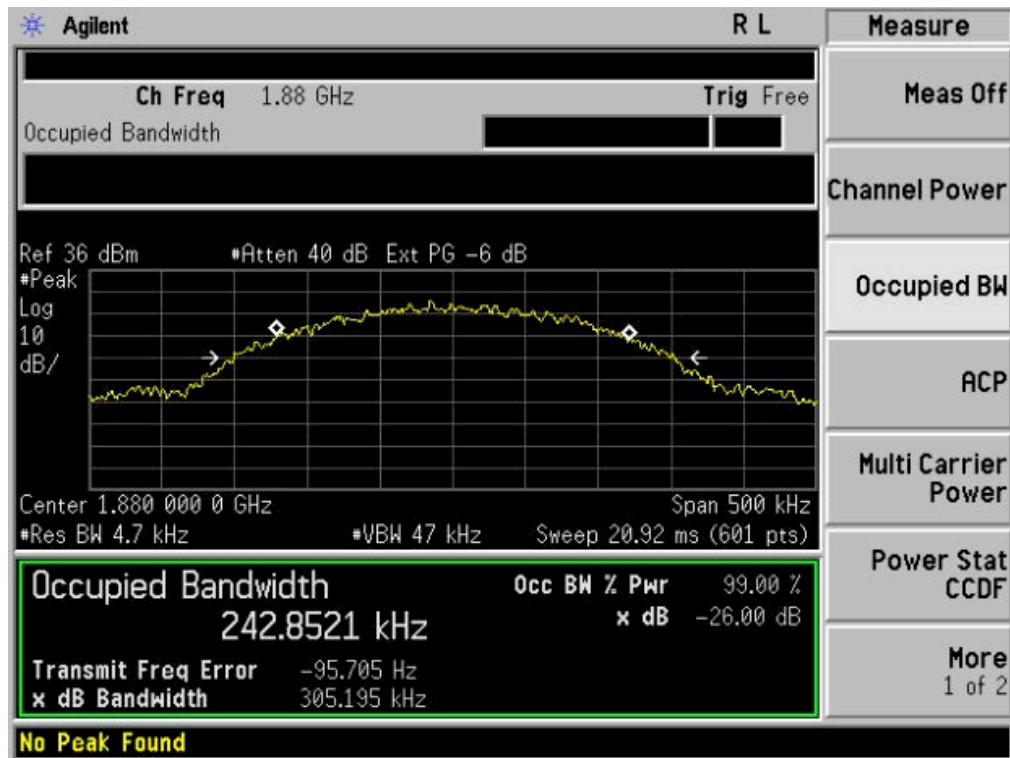 Agilent R L Measure
Ch Freq 1.88 GHz Trig Free
Occupied Bandwidth
Meas Off
Channel Power
Occupied BW
ACP
Multi Carrier
Power
Power Stat
CCDF
More
1 of 2
Ref 36 dBm #Atten 40 dB Ext PG -6 dB
#Peak
Log
10
dB/
Center 1.880 000 0 GHz Span 500 kHz
#Res BW 4.7 kHz #VBW 47 kHz Sweep 20.92 ms (601 pts)
Occupied Bandwidth Occ BW % Pwr 99.00 %
242.8521 kHz x dB -26.00 dB
Transmit Freq Error -95.705 Hz
x dB Bandwidth 305.195 kHz
No Peak Found